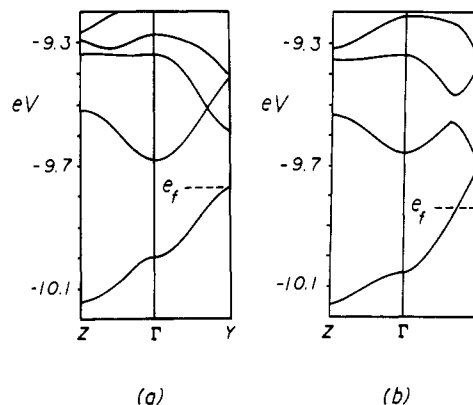 -9.3
eV
-9.7
e_f
-10.1
Z Γ Y
(a)
-9.3
eV
-9.7
e_f
-10.1
Z Γ
(b)